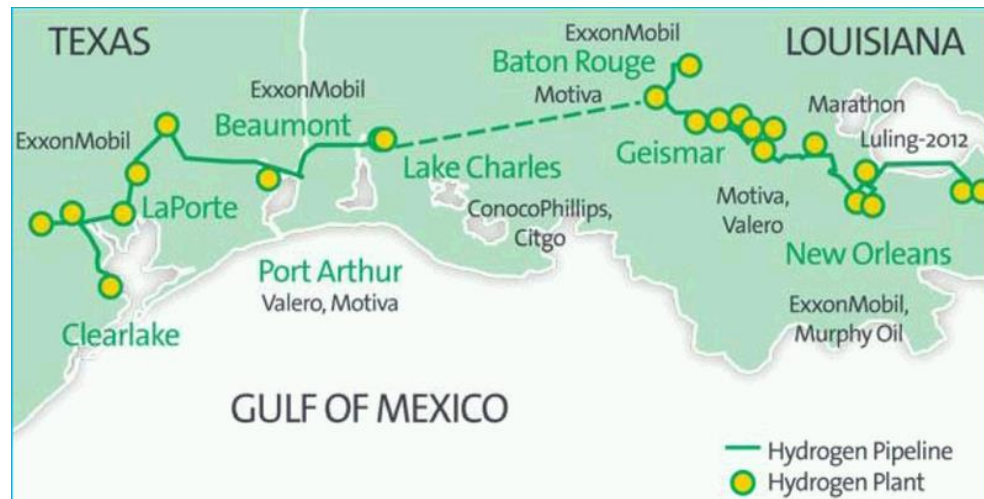 TEXAS
ExxonMobil
LOUISIANA
Baton Rouge
ExxonMobil
Motiva
Marathon
ExxonMobil
Beaumont
Luling-2012
Lake Charles
Geismar
LaPorte
ConocoPhillips,
Citgo
Motiva,
Valero
New Orleans
Port Arthur
Valero, Motiva
ExxonMobil,
Murphy Oil
Clearlake
GULF OF MEXICO
Hydrogen Pipeline
Hydrogen Plant